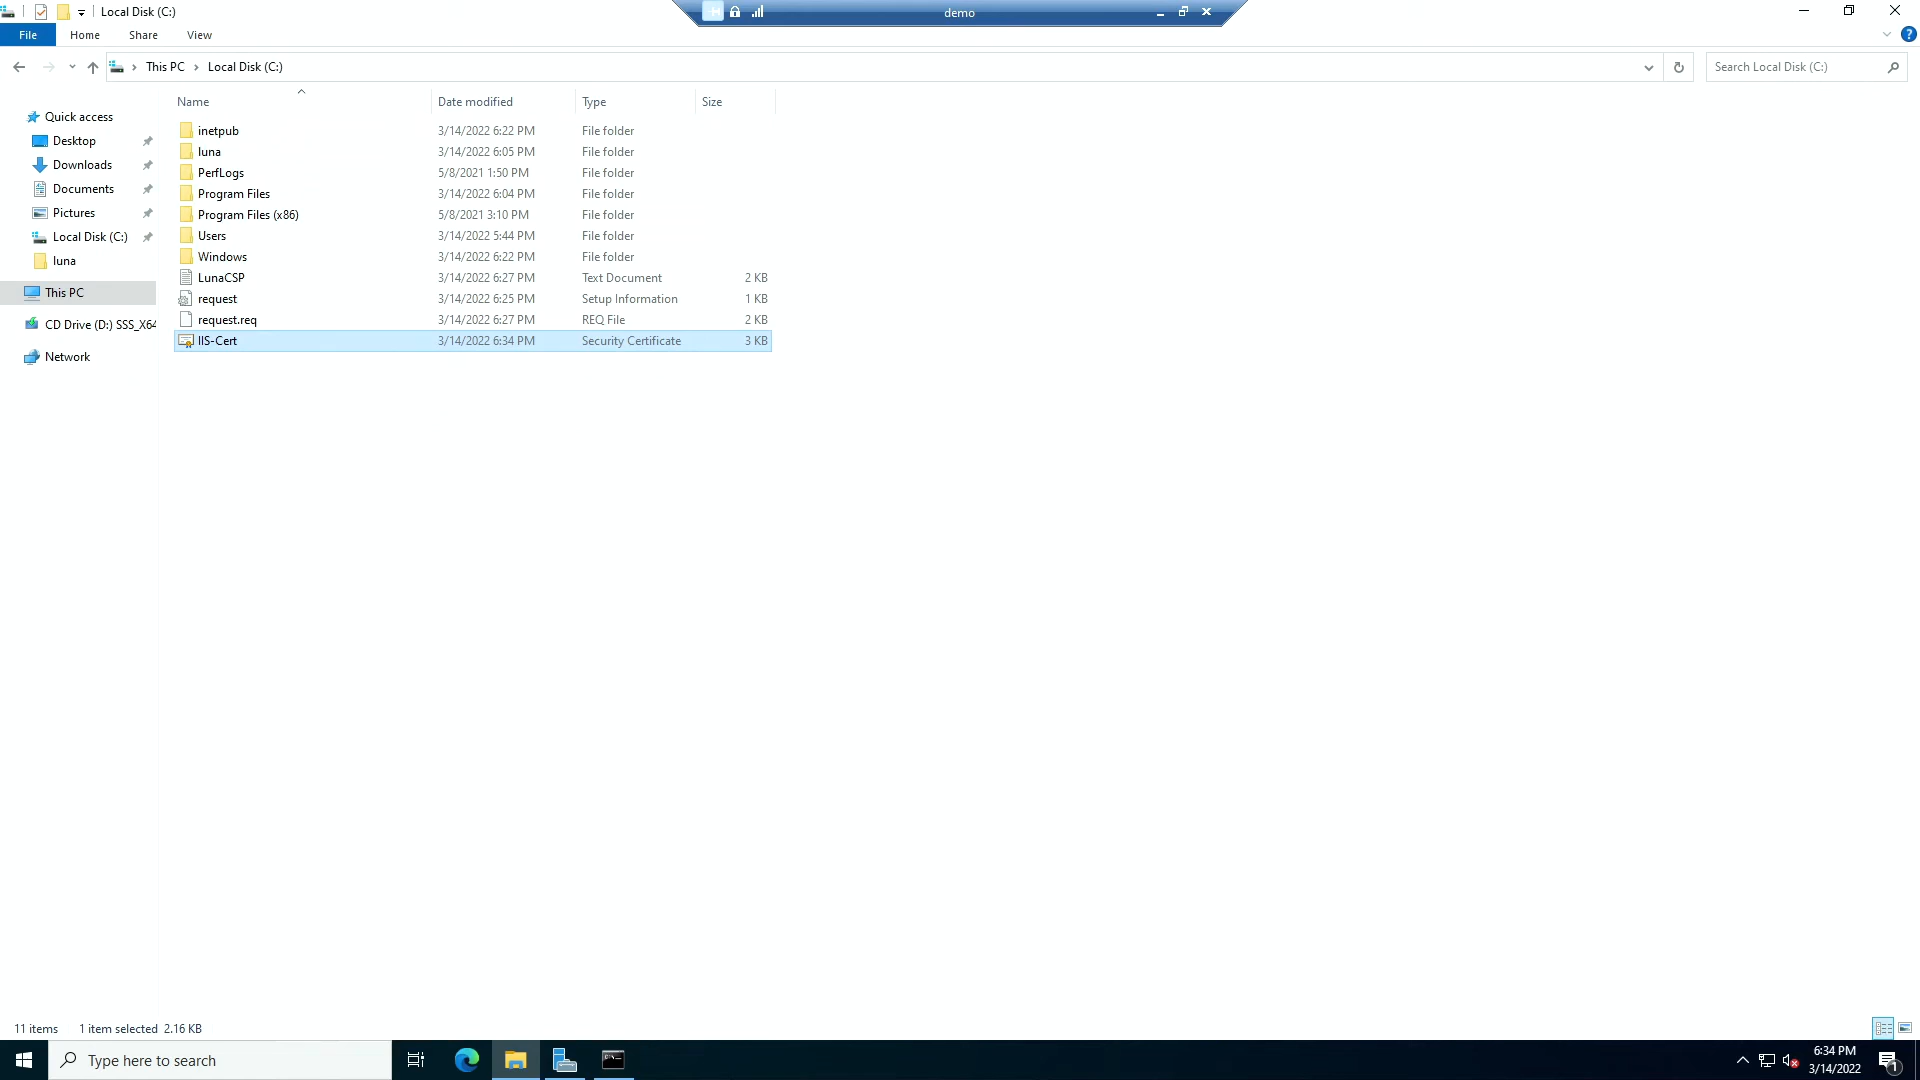 Local Disk (C:)
demo
File Home Share View
This PC Local Disk (C:)
Search Local Disk (C:)
Name Date modified Type Size
Quick access
Desktop
Downloads
Documents
Pictures
Local Disk (C:)
luna
This PC
CD Drive (D:) SSS_X64
Network
inetpub 3/14/2022 6:22 PM File folder
luna 3/14/2022 6:05 PM File folder
PerfLogs 5/8/2021 1:50 PM File folder
Program Files 3/14/2022 6:04 PM File folder
Program Files (x86) 5/8/2021 3:10 PM File folder
Users 3/14/2022 5:44 PM File folder
Windows 3/14/2022 6:22 PM File folder
LunaCSP 3/14/2022 6:27 PM Text Document 2 KB
request 3/14/2022 6:25 PM Setup Information 1 KB
request.req 3/14/2022 6:27 PM REQ File 2 KB
IIS-Cert 3/14/2022 6:34 PM Security Certificate 3 KB
11 items 1 item selected 2.16 KB
Type here to search
6:34 PM
3/14/2022
1